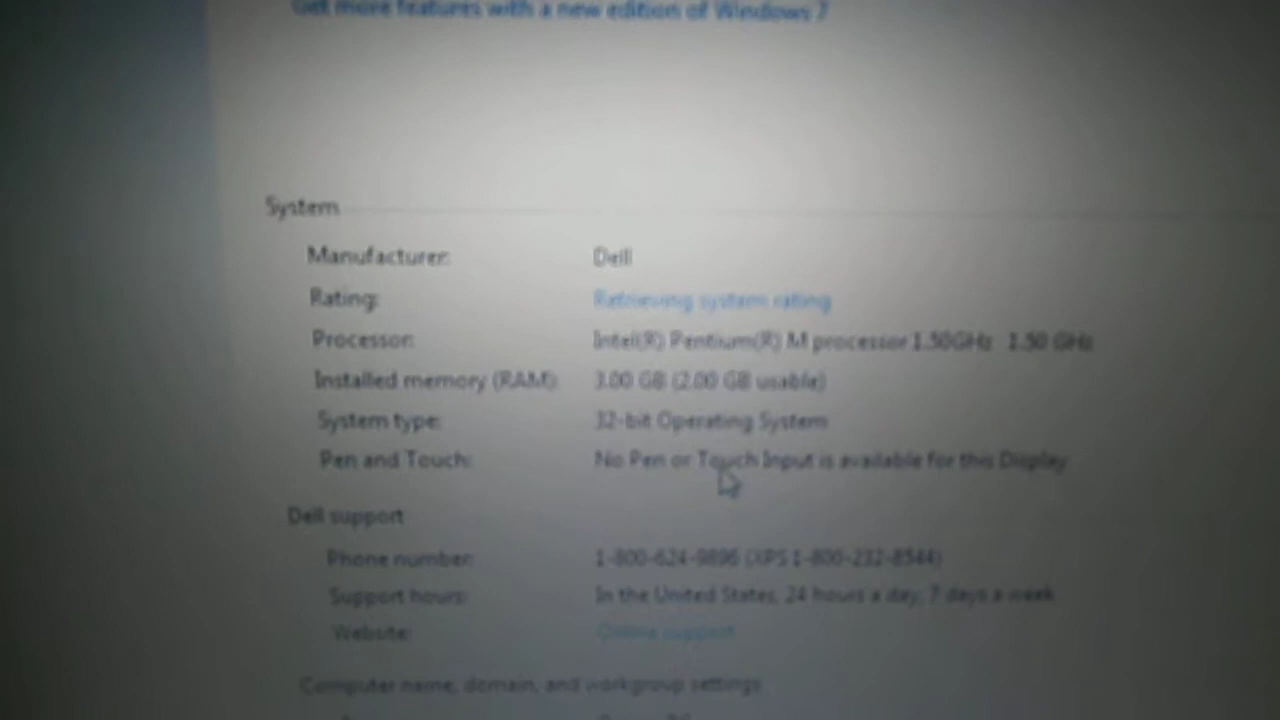 Get more features with a new edition of Windows 7
System
Manufacturer: Dell
Rating: Retrieving system rating
Processor: Intel(R) Pentium(R) M processor 1.50GHz 1.50 GHz
Installed memory (RAM): 3.00 GB (2.00 GB usable)
System type: 32-bit Operating System
Pen and Touch: No Pen or Touch Input is available for this Display
Dell support
Phone number: 1-800-624-9896 (XPS 1-800-232-8544)
Support hours: In the United States, 24 hours a day, 7 days a week
Website: Online support
Computer name, domain, and workgroup settings